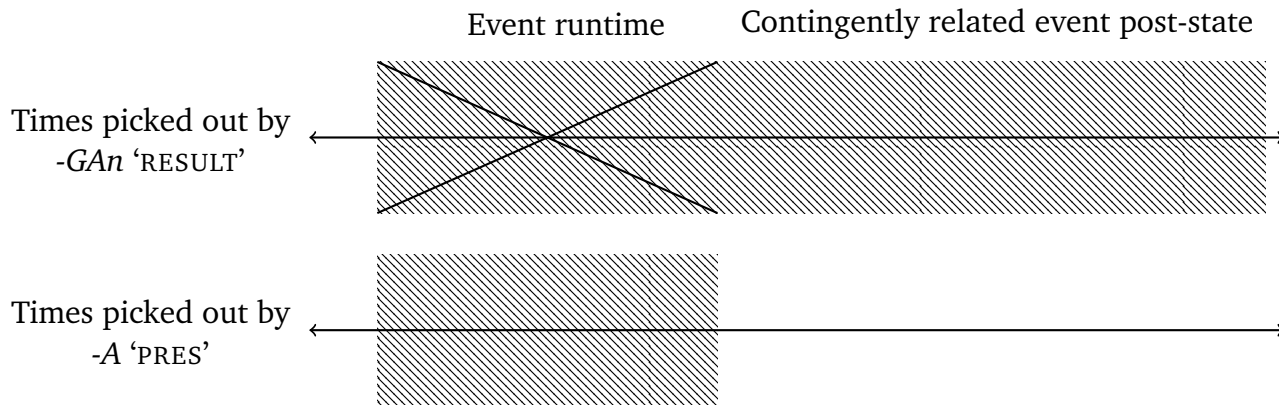 Event runtime
Contingently related event post-state
Times picked out by
-GAn ‘RESULT’
Times picked out by
-A ‘PRES’